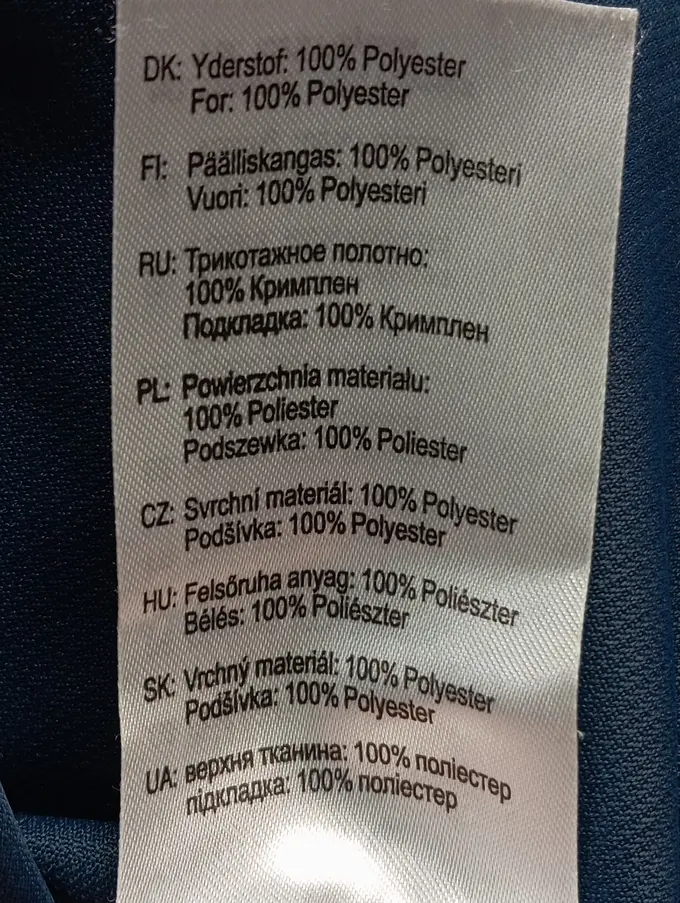 DK: Yderstof: 100% Polyester
For: 100% Polyester
FI: Päälliskangas: 100% Polyesteri
Vuori: 100% Polyesteri
RU: Трикотажное полотно:
100% Кримплен
Подкладка: 100% Кримплен
PL: Powierzchnia materiału:
100% Poliester
Podszewka: 100% Poliester
CZ: Svrchní materiál: 100% Polyester
Podšívka: 100% Polyester
HU: Felsőruha anyag: 100% Poliészter
Bélés: 100% Poliészter
SK: Vrchný materiál: 100% Polyester
Podšívka: 100% Polyester
UA: верхня тканина: 100% поліестер
підкладка: 100% поліестер